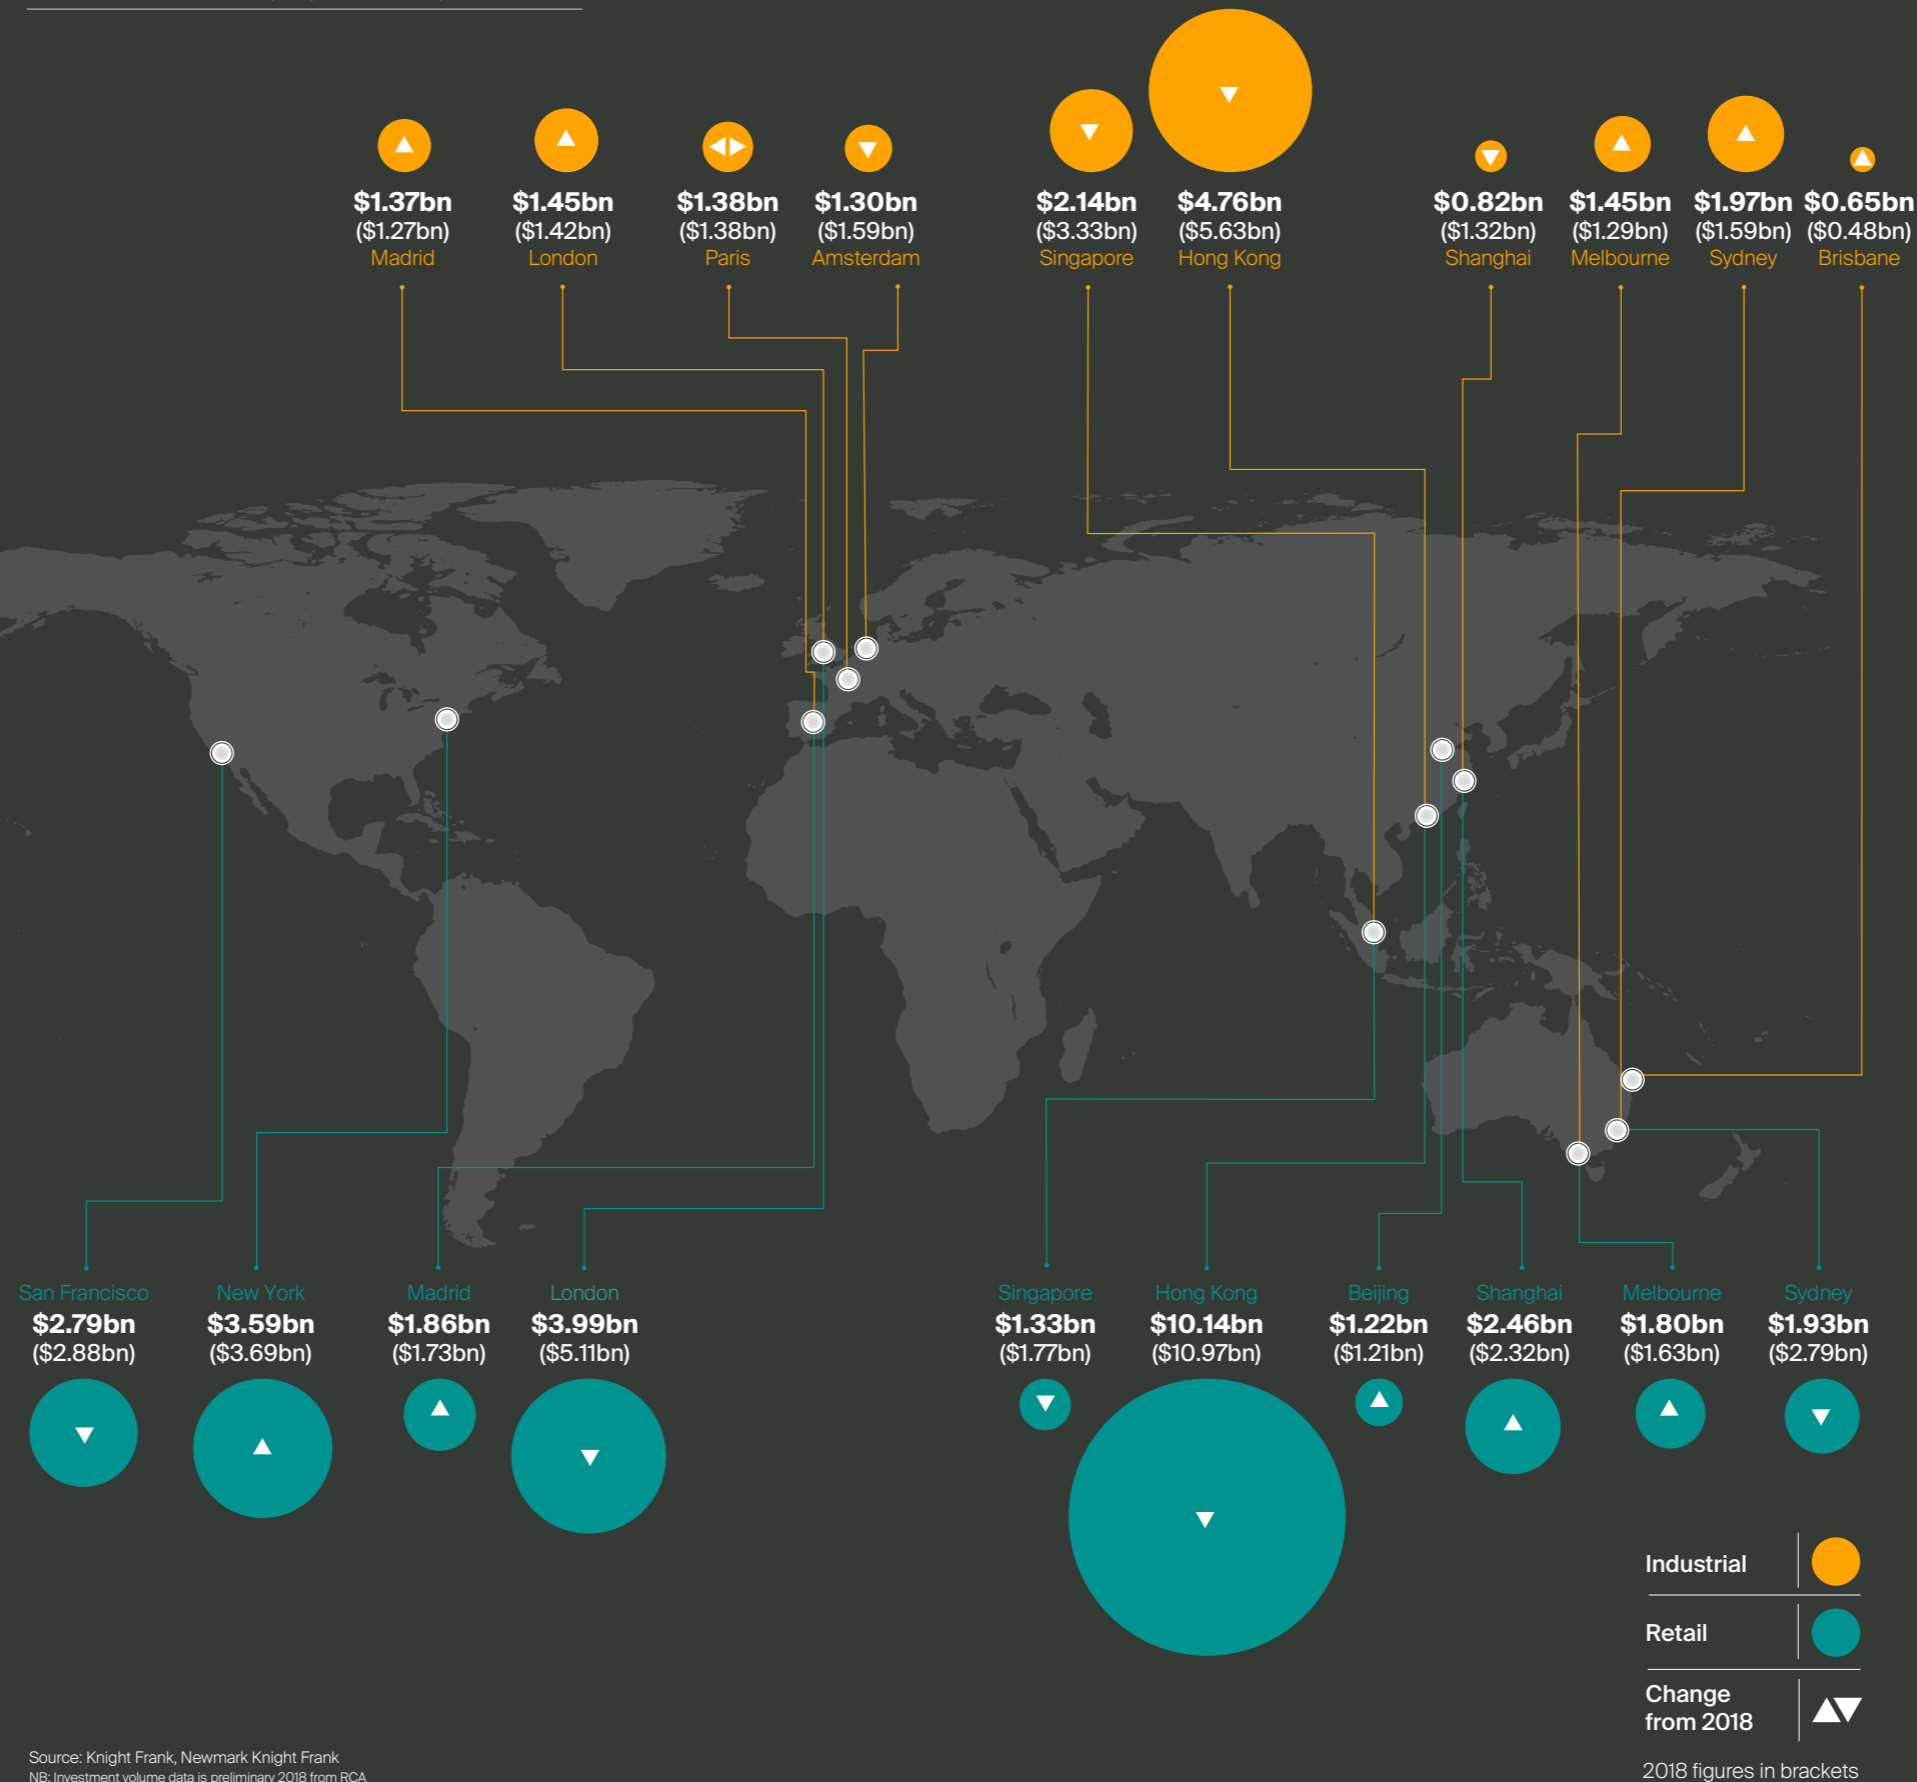 $1.37bn
($1.27bn)
Madrid
$1.45bn
($1.42bn)
London
$1.38bn
($1.38bn)
Paris
$1.30bn
($1.59bn)
Amsterdam
$2.14bn
($3.33bn)
Singapore
$4.76bn
($5.63bn)
Hong Kong
$0.82bn
($1.32bn)
Shanghai
$1.45bn
($1.29bn)
Melbourne
$1.97bn
($1.59bn)
Sydney
$0.65bn
($0.48bn)
Brisbane
San Francisco
$2.79bn
($2.88bn)
New York
$3.59bn
($3.69bn)
Madrid
$1.86bn
($1.73bn)
London
$3.99bn
($5.11bn)
Singapore
$1.33bn
($1.77bn)
Hong Kong
$10.14bn
($10.97bn)
Beijing
$1.22bn
($1.21bn)
Shanghai
$2.46bn
($2.32bn)
Melbourne
$1.80bn
($1.63bn)
Sydney
$1.93bn
($2.79bn)
Industrial
Retail
Change
from 2018
2018 figures in brackets
Source: Knight Frank, Newmark Knight Frank
NB: Investment volume data is preliminary 2018 from RCA